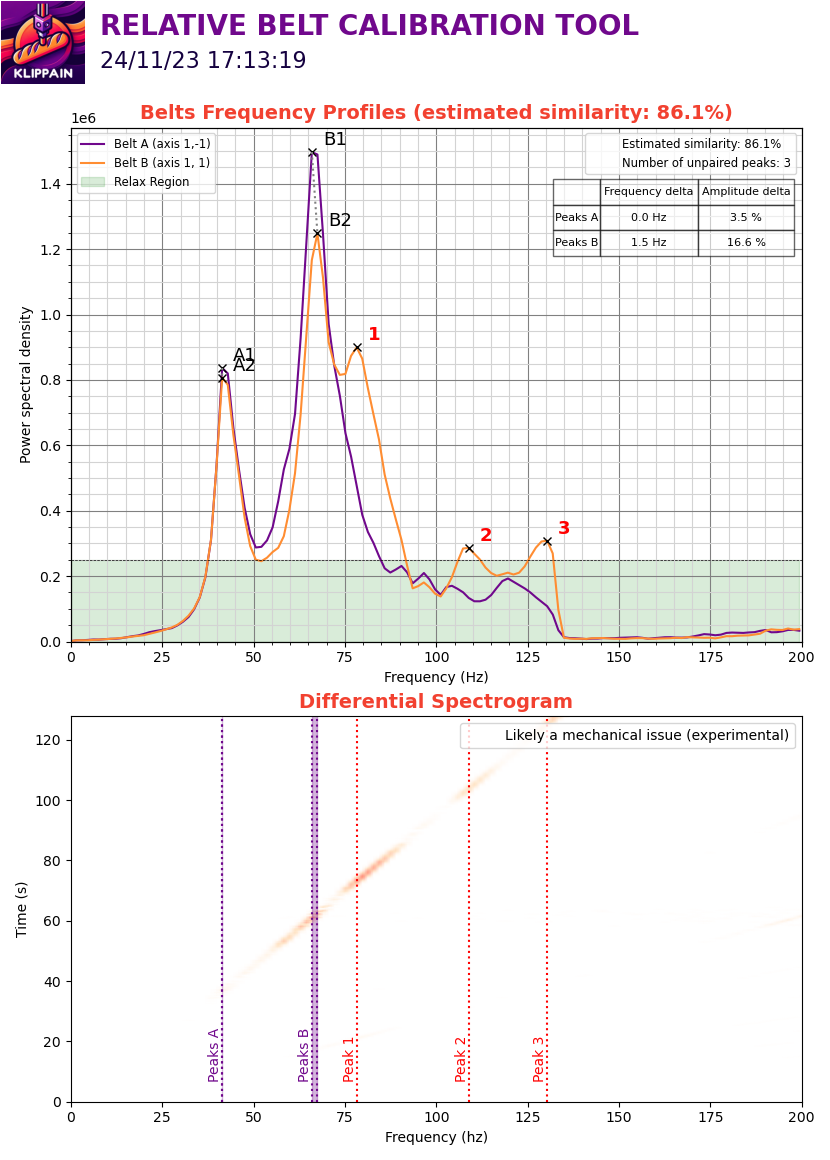 KLIPPAIN
RELATIVE BELT CALIBRATION TOOL
24/11/23 17:13:19
Belts Frequency Profiles (estimated similarity: 86.1%)
1e6
Belt A (axis 1,-1)
Belt B (axis 1, 1)
Relax Region
Estimated similarity: 86.1%
Number of unpaired peaks: 3
Frequency delta Amplitude delta
Peaks A 0.0 Hz 3.5 %
Peaks B 1.5 Hz 16.6 %
B1
B2
A1
A2
1
2
3
1.4
1.2
1.0
0.8
0.6
0.4
0.2
0.0
Power spectral density
0 25 50 75 100 125 150 175 200
Frequency (Hz)
Differential Spectrogram
Likely a mechanical issue (experimental)
120
100
80
60
40
20
0
Time (s)
Peaks A
Peaks B
Peak 1
Peak 2
Peak 3
0 25 50 75 100 125 150 175 200
Frequency (hz)